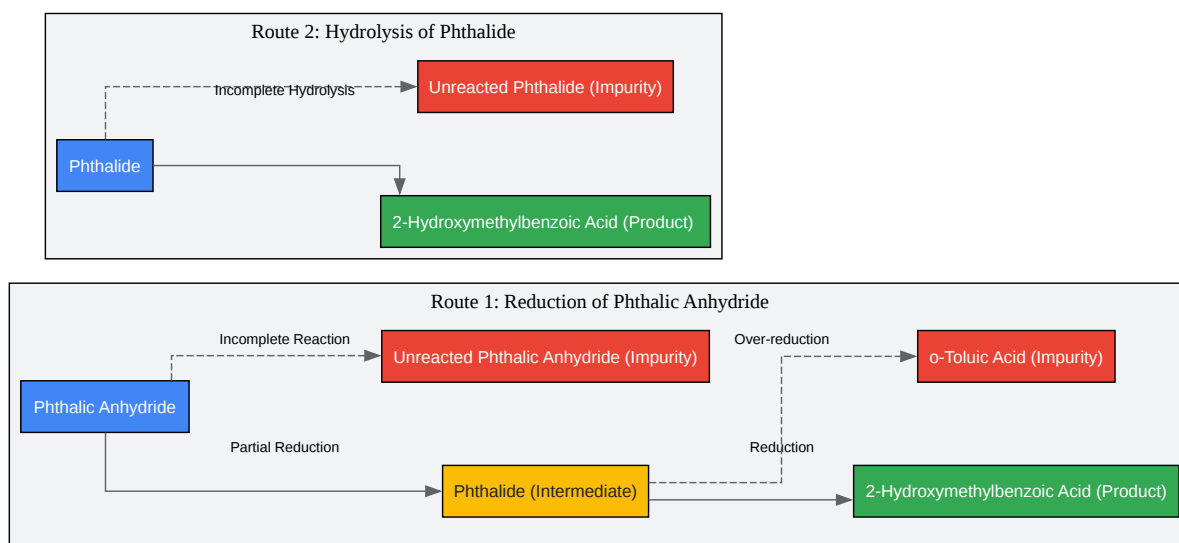 Route 2: Hydrolysis of Phthalide
Unreacted Phthalide (Impurity)
Incomplete Hydrolysis
Phthalide
2-Hydroxymethylbenzoic Acid (Product)
Route 1: Reduction of Phthalic Anhydride
Incomplete Reaction
Over-reduction
Unreacted Phthalic Anhydride (Impurity)
o-Toluic Acid (Impurity)
Phthalic Anhydride
Partial Reduction
Reduction
Phthalide (Intermediate)
2-Hydroxymethylbenzoic Acid (Product)